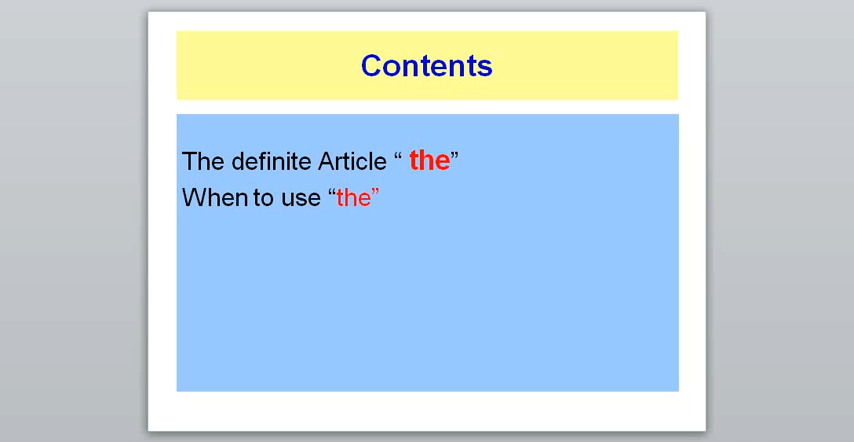 Contents
The definite Article “ the”
When to use “the”